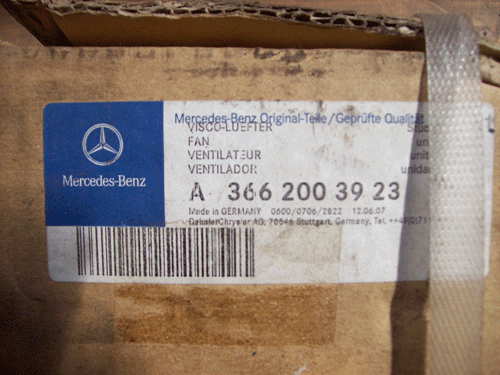 Mercedes-Benz
Mercedes-Benz Original-Teile/Geprüfte Qualität
VISCO-LUEFTER
FAN
VENTILATEUR
VENTILADOR
A 366 200 39 23
Made in GERMANY 0600/0706/2822 12.06.07
DaimlerChrysler AG, 70546 Stuttgart, Germany, Tel.